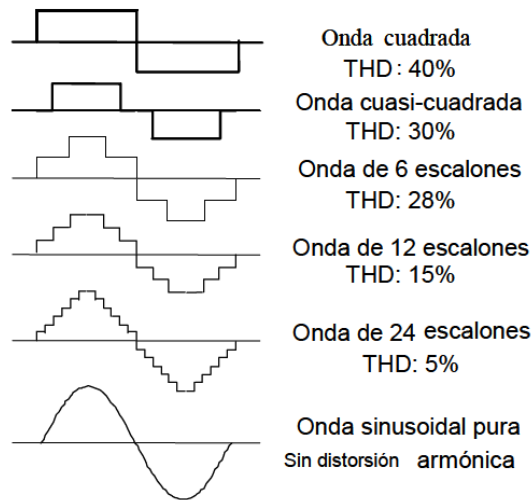 Onda cuadrada
THD: 40%
Onda cuasi-cuadrada
THD: 30%
Onda de 6 escalones
THD: 28%
Onda de 12 escalones
THD: 15%
Onda de 24 escalones
THD: 5%
Onda sinusoidal pura
Sin distorsión armónica